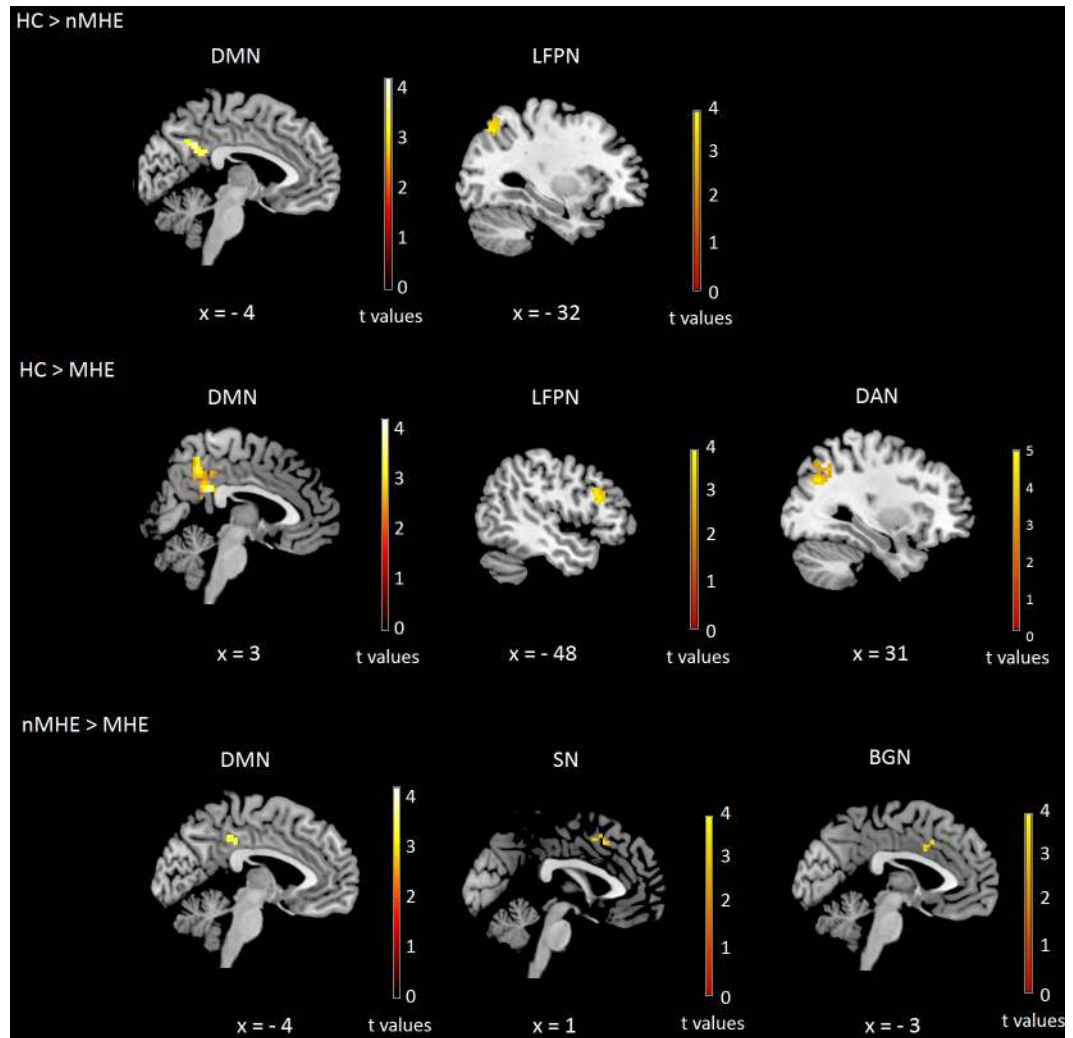 HC > nMHE
DMN
LFPN
4
3
2
1
0
4
3
2
1
0
x = - 4
t values
x = - 32
t values
HC > MHE
DMN
LFPN
DAN
4
3
2
1
0
4
3
2
1
0
5
4
3
2
1
0
x = 3
t values
x = - 48
t values
x = 31
t values
nMHE > MHE
DMN
SN
BGN
4
3
2
1
0
4
3
2
1
0
4
3
2
1
0
x = - 4
t values
x = 1
t values
x = - 3
t values